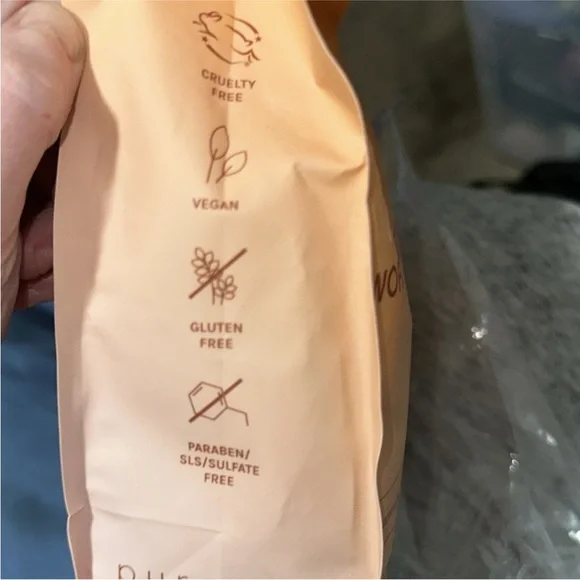 CRUELTY
FREE
VEGAN
GLUTEN
FREE
PARABEN/
SLS/SULFATE
FREE